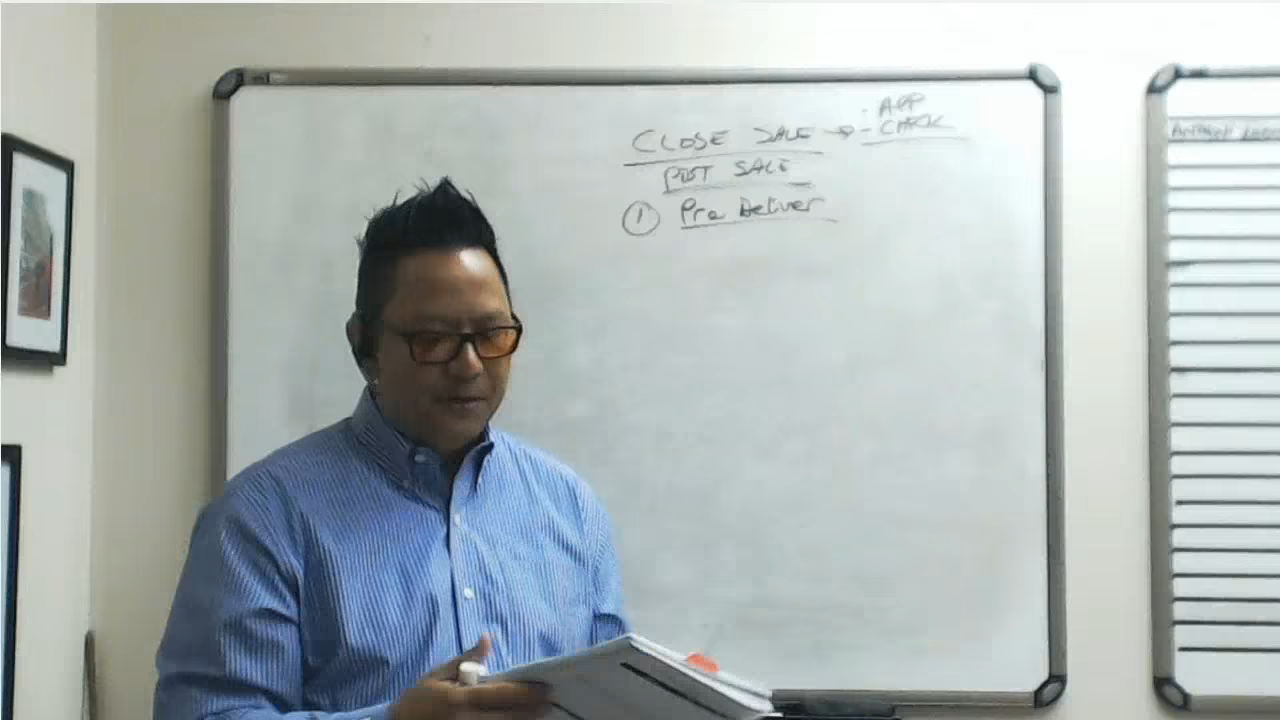 CLOSE SALE → - APP
- CHECK
POST SALE
① Pre Deliver